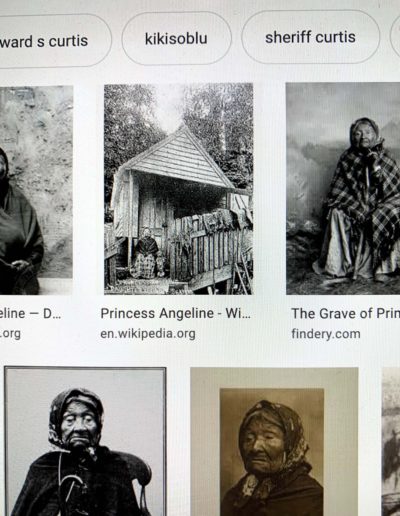 ward s curtis
kikisoblu
sheriff curtis
eline — D...
Princess Angeline - Wi...
The Grave of Prin
.org
en.wikipedia.org
findery.com